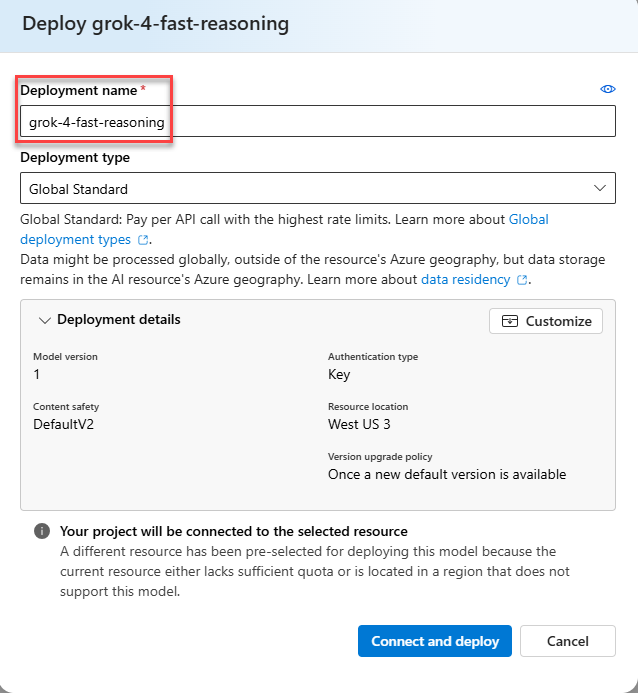 Deploy grok-4-fast-reasoning
Deployment name *
grok-4-fast-reasoning
Deployment type
Global Standard
Global Standard: Pay per API call with the highest rate limits. Learn more about Global
deployment types.
Data might be processed globally, outside of the resource's Azure geography, but data storage
remains in the AI resource's Azure geography. Learn more about data residency.
Deployment details
Customize
Model version
1
Authentication type
Key
Content safety
DefaultV2
Resource location
West US 3
Version upgrade policy
Once a new default version is available
Your project will be connected to the selected resource
A different resource has been pre-selected for deploying this model because the
current resource either lacks sufficient quota or is located in a region that does not
support this model.
Connect and deploy
Cancel